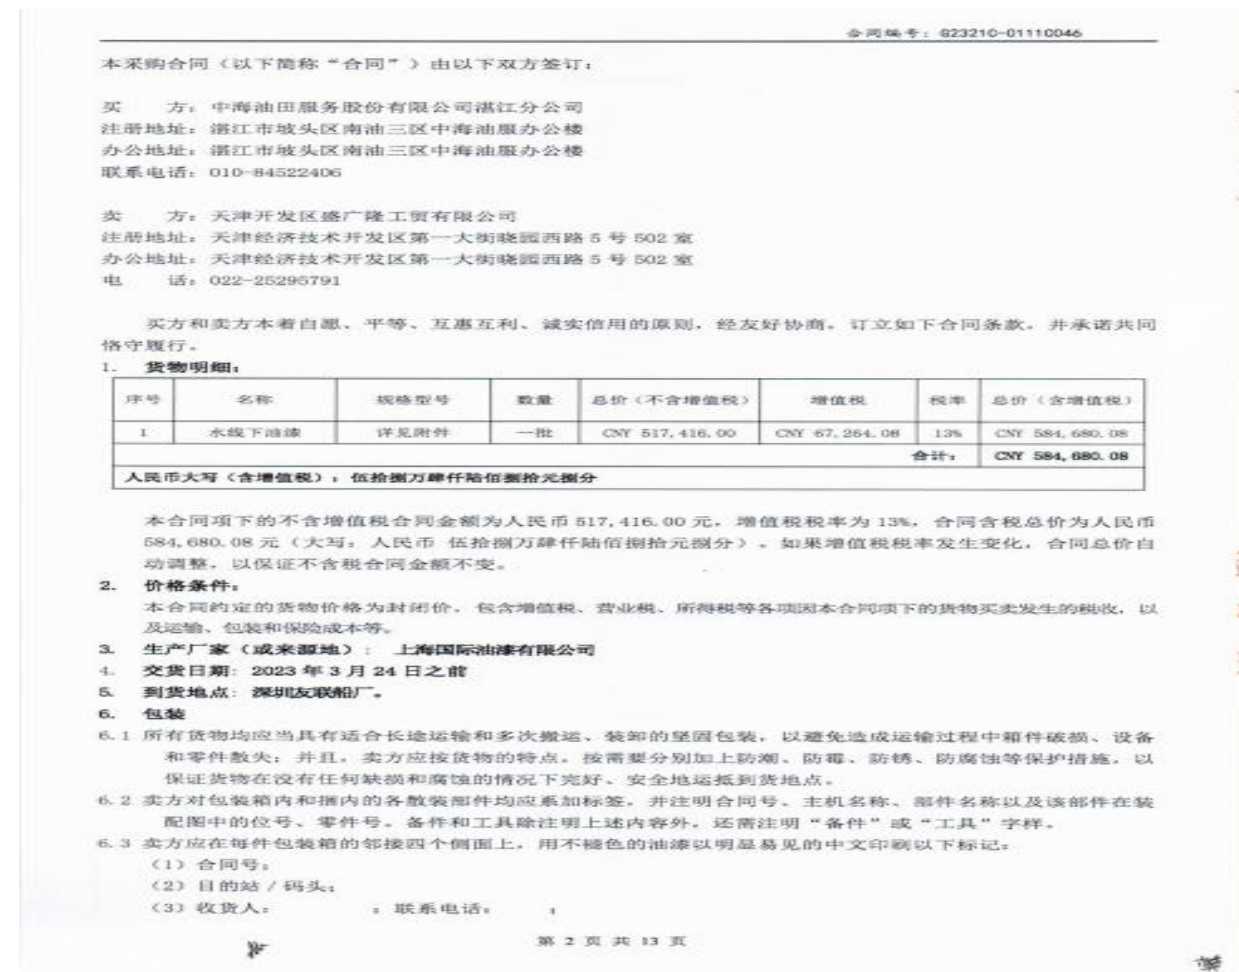 合同编号：G2321C-01110046
本采购合同（以下简称“合同”）由以下双方签订：
买 方：中海油田服务股份有限公司湛江分公司
注册地址：湛江市坡头区南油三区中海油服办公楼
办公地址：湛江市坡头区南油三区中海油服办公楼
联系电话：010-84522406
卖 方：天津开发区盛广隆工贸有限公司
注册地址：天津经济技术开发区第一大街晓园西路 5 号 502 室
办公地址：天津经济技术开发区第一大街晓园西路 5 号 502 室
电 话：022-25295791
买方和卖方本着自愿、平等、互惠互利、诚实信用的原则，经友好协商，订立如下合同条款，并承诺共同
恪守履行。
1. 货物明细：
序号 名称 规格型号 数量 总价（不含增值税） 增值税 税率 总价（含增值税）
1 水线下油漆 详见附件 一批 CNY 517,416.00 CNY 67,264.08 13% CNY 584,680.08
合计： CNY 584,680.08
人民币大写（含增值税）：伍拾捌万肆仟陆佰捌拾元捌分
本合同项下的不含增值税合同金额为人民币 517,416.00 元，增值税税率为 13%，合同含税总价为人民币
584,680.08 元（大写：人民币 伍拾捌万肆仟陆佰捌拾元捌分）。如果增值税税率发生变化，合同总价自
动调整，以保证不含税合同金额不变。
2. 价格条件：
本合同约定的货物价格为封闭价，包含增值税、营业税、所得税等各项因本合同项下的货物买卖发生的税收，以
及运输、包装和保险成本等。
3. 生产厂家（或来源地）：上海国际油漆有限公司
4. 交货日期：2023 年 3 月 24 日之前
5. 到货地点：深圳友联船厂。
6. 包装
6.1 所有货物均应当具有适合长途运输和多次搬运、装卸的坚固包装，以避免造成运输过程中箱件破损、设备
和零件散失；并且，卖方应按货物的特点，按需要分别加上防潮、防霉、防锈、防腐蚀等保护措施，以
保证货物在没有任何缺损和腐蚀的情况下完好、安全地运抵到货地点。
6.2 卖方对包装箱内和捆内的各散装部件均应系加标签，并注明合同号、主机名称、部件名称以及该部件在装
配图中的位号、零件号。备件和工具除注明上述内容外，还需注明“备件”或“工具”字样。
6.3 卖方应在每件包装箱的邻接四个侧面上，用不褪色的油漆以明显易见的中文印刷以下标记：
（1）合同号；
（2）目的站 / 码头；
（3）收货人： ；联系电话： ；
第 2 页 共 13 页